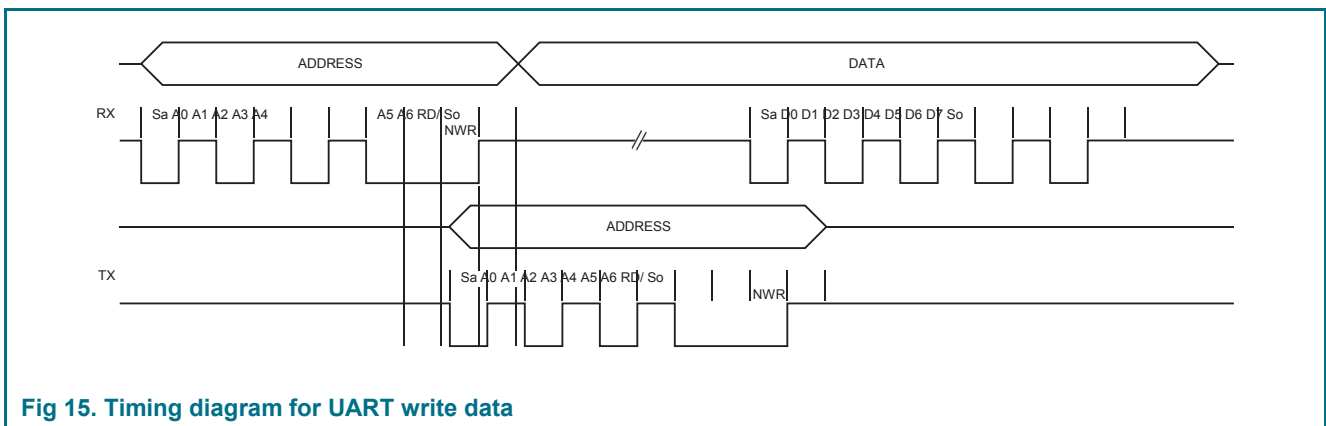 ADDRESS DATA
RX Sa A0 A1 A2 A3 A4 A5 A6 RD/ So Sa D0 D1 D2 D3 D4 D5 D6 D7 So
NWR
ADDRESS
TX Sa A0 A1 A2 A3 A4 A5 A6 RD/ So
NWR
Fig 15. Timing diagram for UART write data